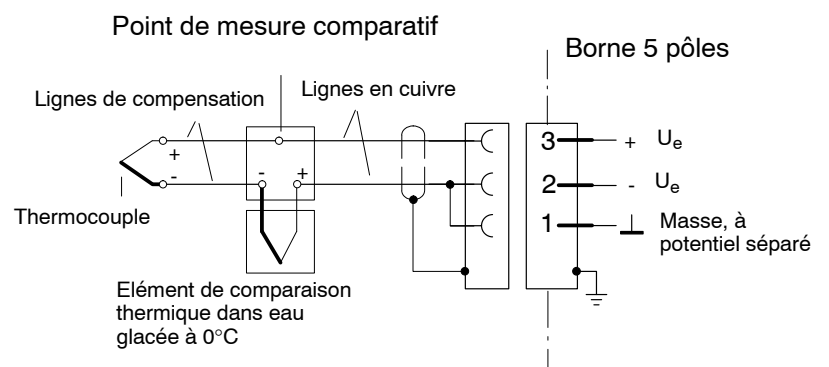 Point de mesure comparatif
Borne 5 pôles
Lignes de compensation
Lignes en cuivre
+
-
- +
Thermocouple
3 + Ue
2 - Ue
1 Masse, à
potentiel séparé
Elément de comparaison
thermique dans eau
glacée à 0°C